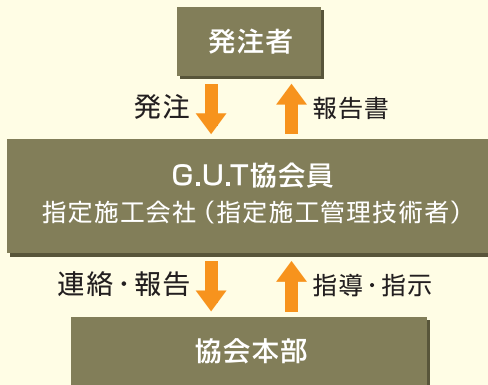 発注者
発注
報告書
G.U.T協会員
指定施工会社（指定施工管理技術者）
連絡・報告
指導・指示
協会本部